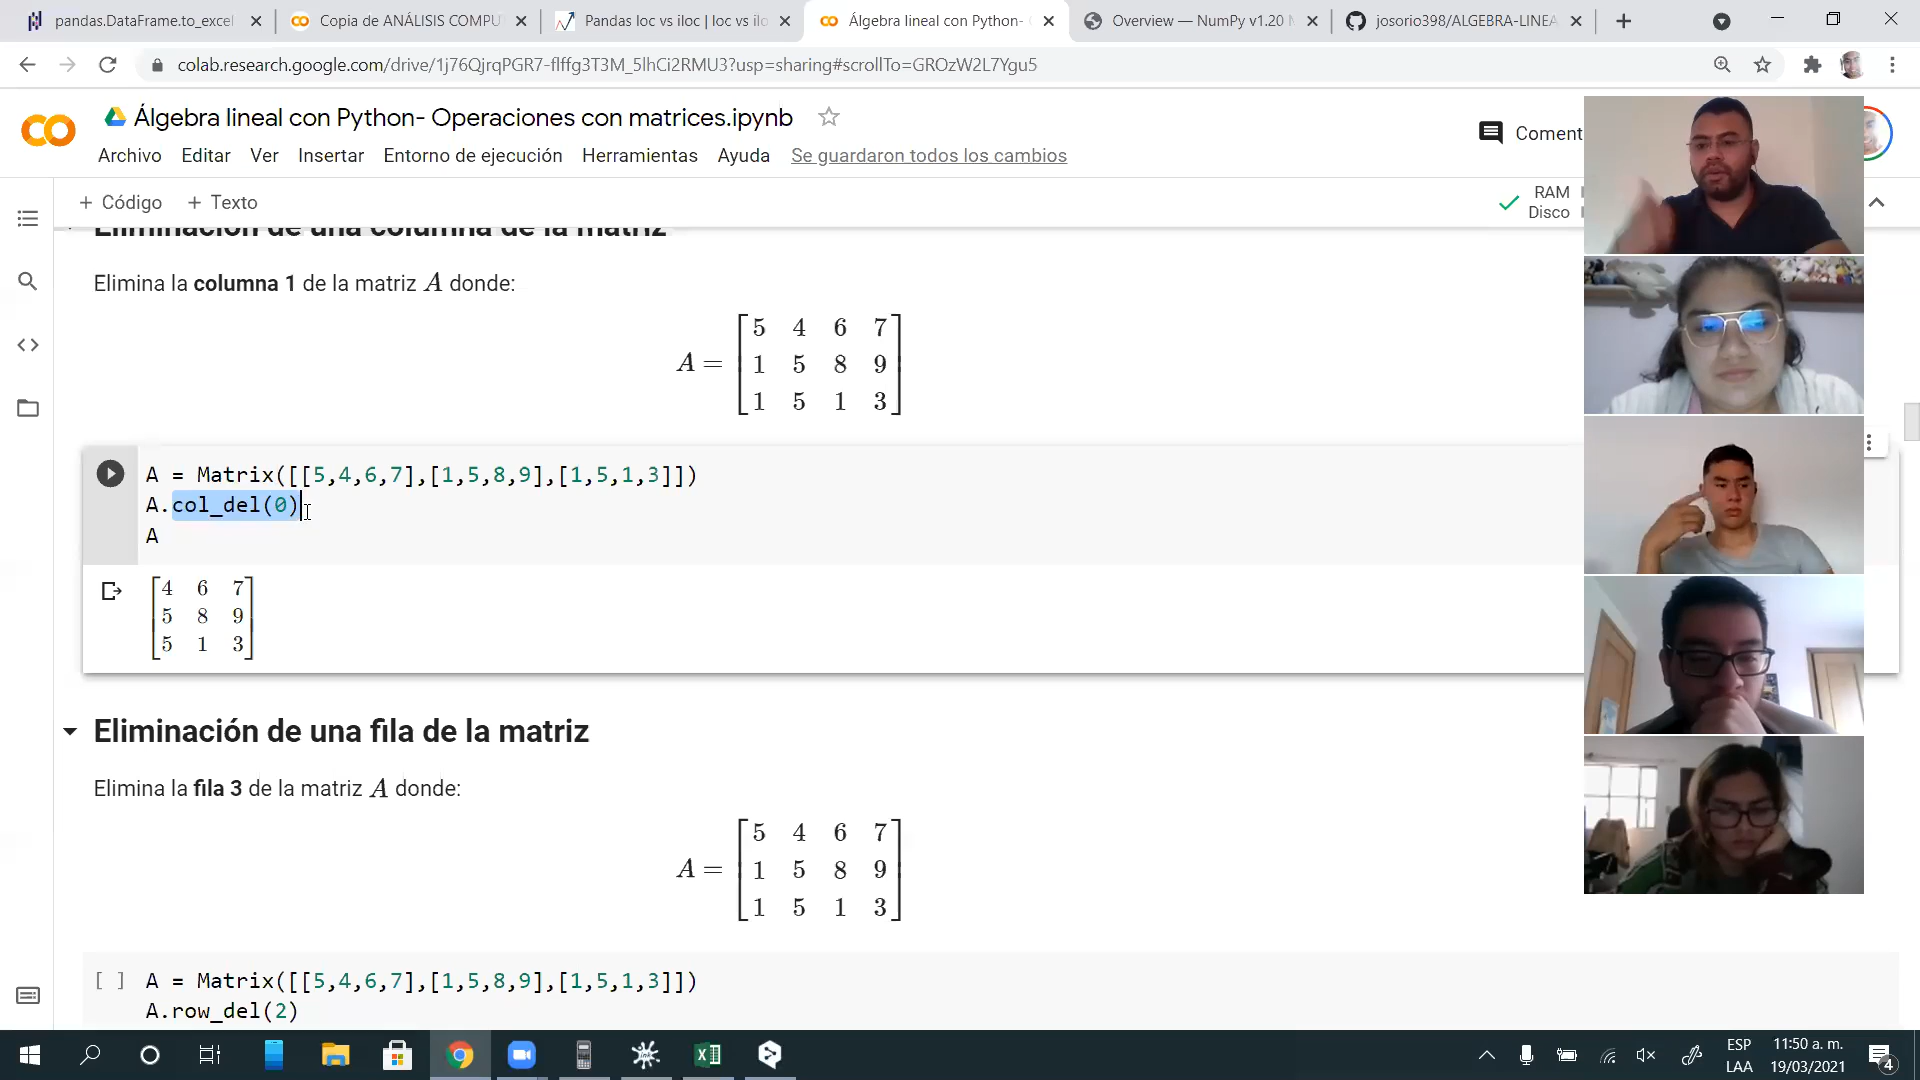 pandas.DataFrame.to_excel
Copia de ANÁLISIS COMPU
Pandas loc vs iloc | loc vs ilo
Álgebra lineal con Python-
Overview — NumPy v1.20
josorio398/ALGEBRA-LINEA
colab.research.google.com/drive/1j76QjrqPGR7-flffg3T3M_5lhCi2RMU3?usp=sharing#scrollTo=GROzW2L7Ygu5
Álgebra lineal con Python- Operaciones con matrices.ipynb
Coment
Archivo Editar Ver Insertar Entorno de ejecución Herramientas Ayuda Se guardaron todos los cambios
+ Código + Texto
RAM
Disco
Eliminación de una columna de la matriz
Elimina la columna 1 de la matriz A donde:
5 4 6 7
A = 1 5 8 9
1 5 1 3
A = Matrix([[5,4,6,7],[1,5,8,9],[1,5,1,3]])
A.col_del(0)
A
4 6 7
5 8 9
5 1 3
Eliminación de una fila de la matriz
Elimina la fila 3 de la matriz A donde:
5 4 6 7
A = 1 5 8 9
1 5 1 3
[ ] A = Matrix([[5,4,6,7],[1,5,8,9],[1,5,1,3]])
A.row_del(2)
ESP
LAA
11:50 a. m.
19/03/2021
4